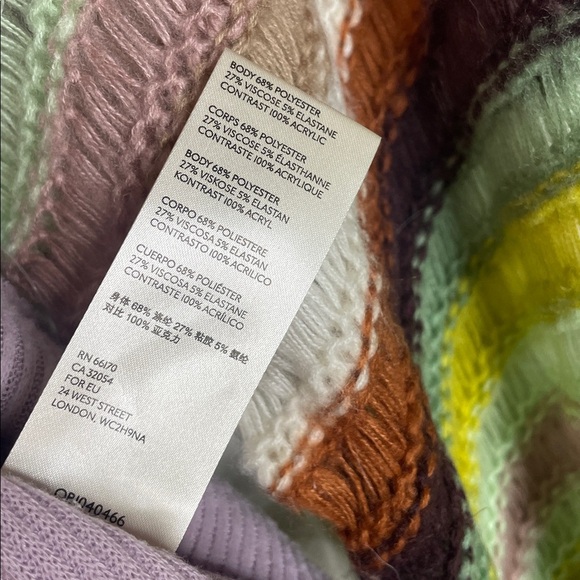 BODY 68% POLYESTER
27% VISCOSE 5% ELASTANE
CONTRAST 100% ACRYLIC
CORPS 68% POLYESTER
27% VISCOSE 5% ÉLASTHANNE
CONTRASTE 100% ACRYLIQUE
BODY 68% POLYESTER
27% VISKOSE 5% ELASTAN
KONTRAST 100% ACRYL
CORPO 68% POLIESTERE
27% VISCOSA 5% ELASTAN
CONTRASTO 100% ACRILICO
CUERPO 68% POLIÉSTER
27% VISCOSA 5% ELASTANE
CONTRASTE 100% ACRÍLICO
身体 68% 涤纶 27% 粘胶 5% 氨纶
对比 100% 亚克力
RN 66170
CA 32054
FOR EU
24 WEST STREET
LONDON, WC2H9NA
040466